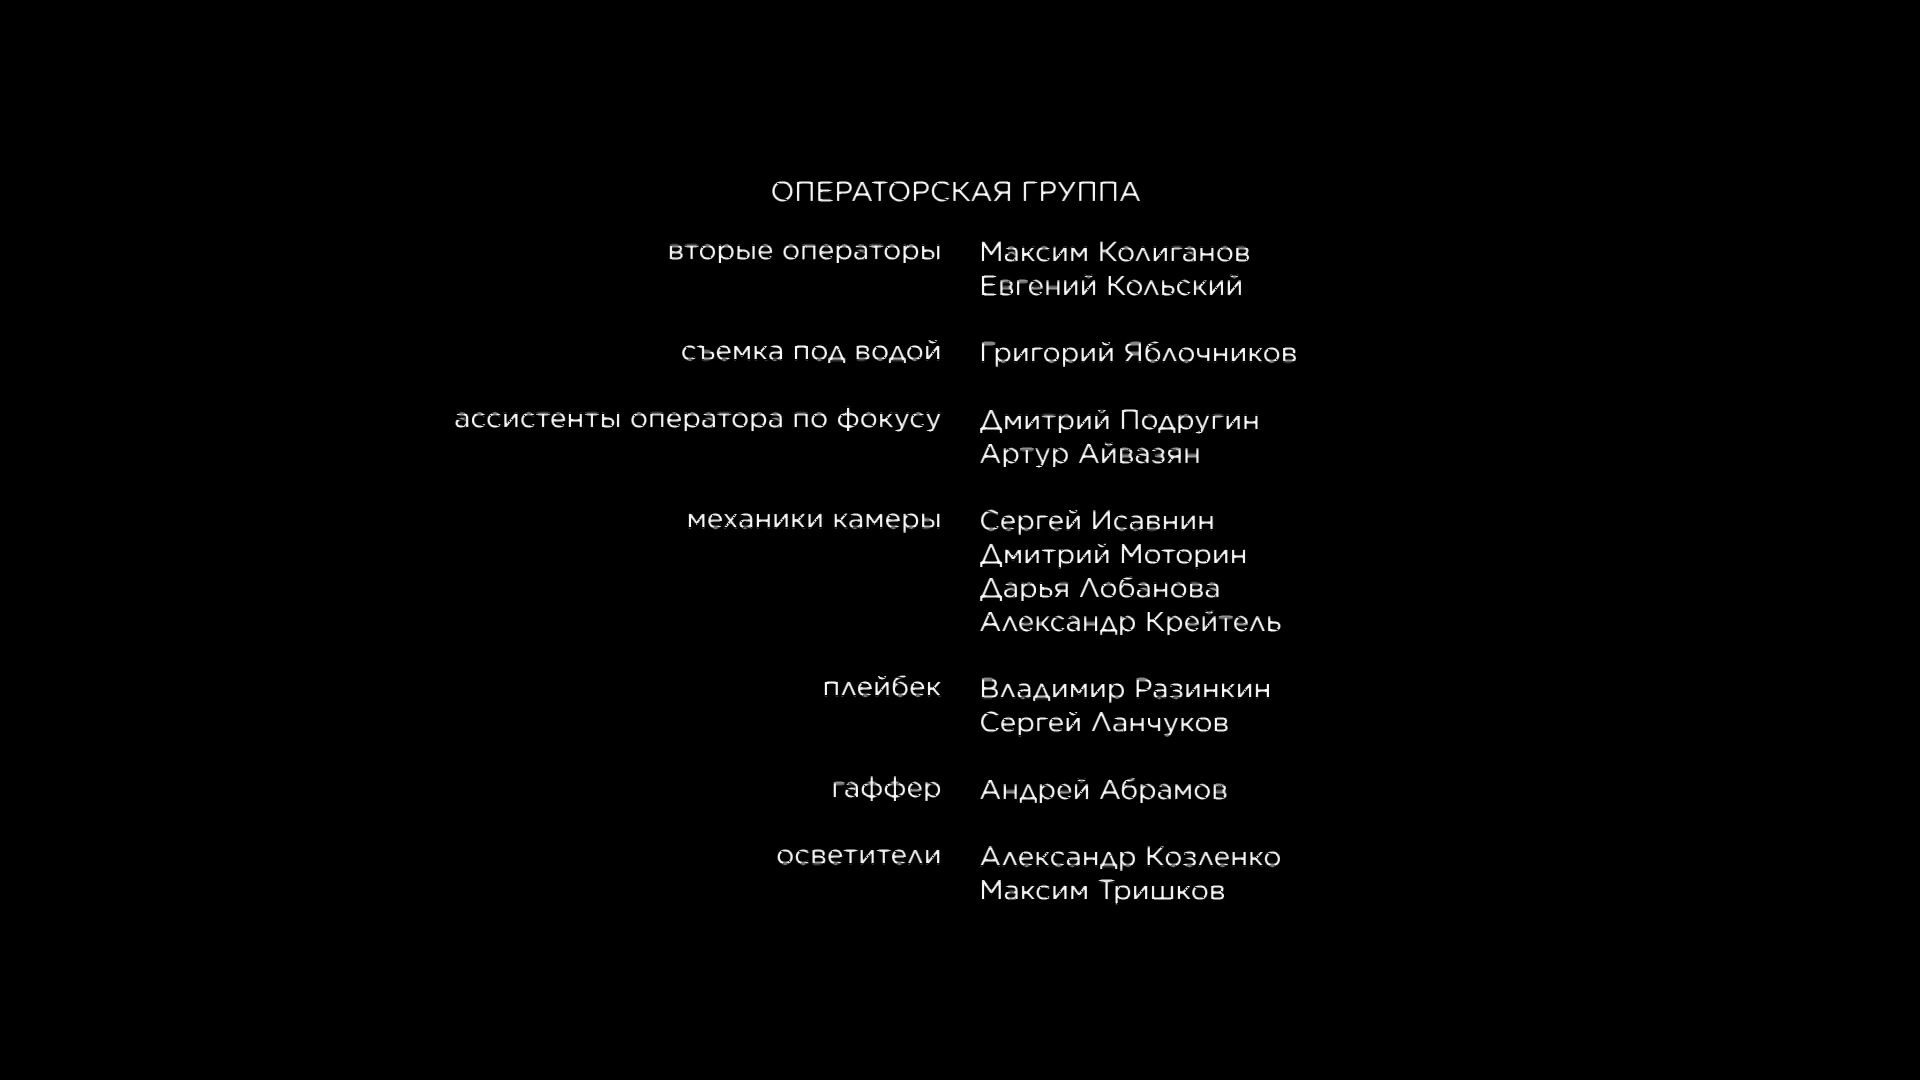 ОПЕРАТОРСКАЯ ГРУППА
вторые операторы Максим Колиганов
Евгений Кольский
съемка под водой Григорий Яблочников
ассистенты оператора по фокусу Дмитрий Подругин
Артур Айвазян
механики камеры Сергей Исавнин
Дмитрий Моторин
Дарья Лобанова
Александр Крейтель
плейбек Владимир Разинкин
Сергей Ланчуков
гаффер Андрей Абрамов
осветители Александр Козленко
Максим Тришков